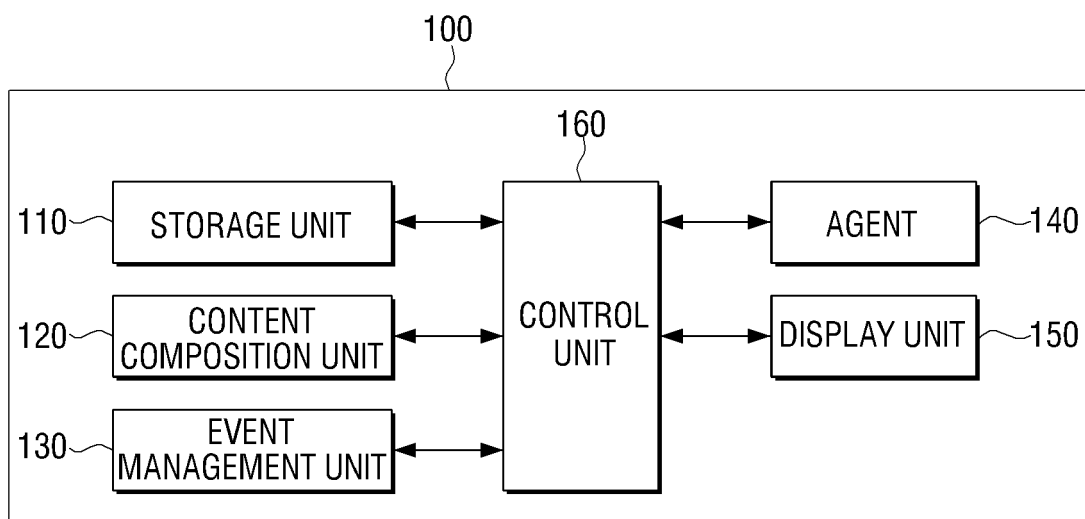 100
160
110
STORAGE UNIT
AGENT
140
120
CONTENT
COMPOSITION UNIT
CONTROL
UNIT
DISPLAY UNIT
150
130
EVENT
MANAGEMENT UNIT